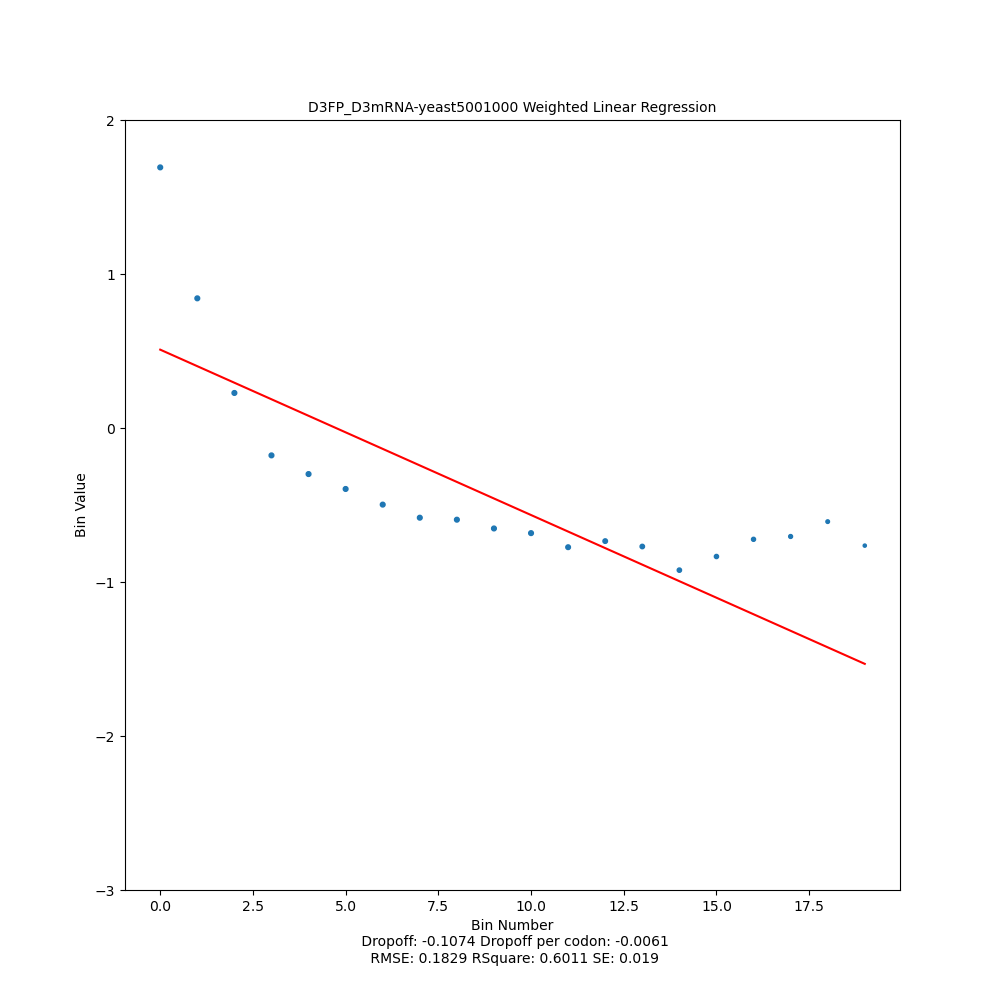 D3FP_D3mRNA-yeast5001000 Weighted Linear Regression
2
1
0
−1
−2
−3
Bin Value
0.0 2.5 5.0 7.5 10.0 12.5 15.0 17.5
Bin Number
Dropoff: -0.1074 Dropoff per codon: -0.0061
RMSE: 0.1829 RSquare: 0.6011 SE: 0.019